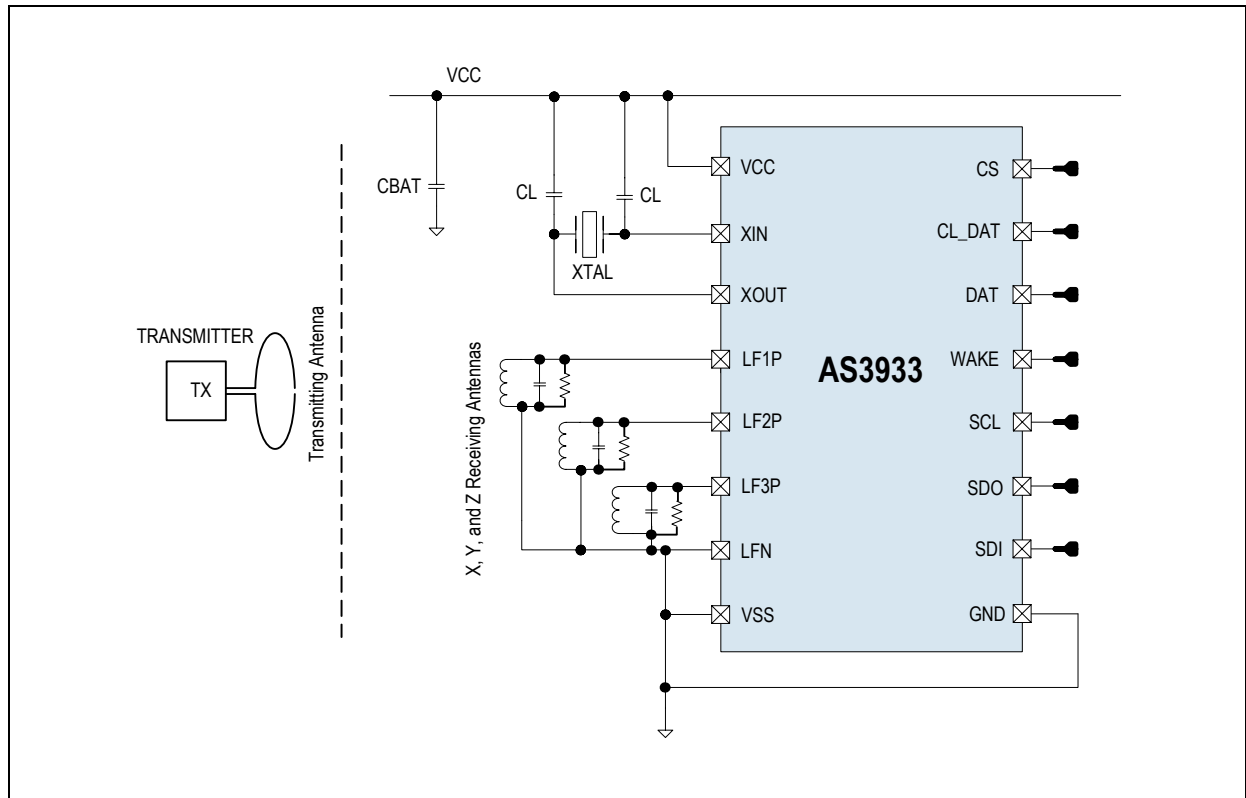 VCC
CBAT
CL
CL
XTAL
TRANSMITTER
TX
Transmitting Antenna
X, Y, and Z Receiving Antennas
AS3933
VCC
XIN
XOUT
LF1P
LF2P
LF3P
LFN
VSS
CS
CL_DAT
DAT
WAKE
SCL
SDO
SDI
GND